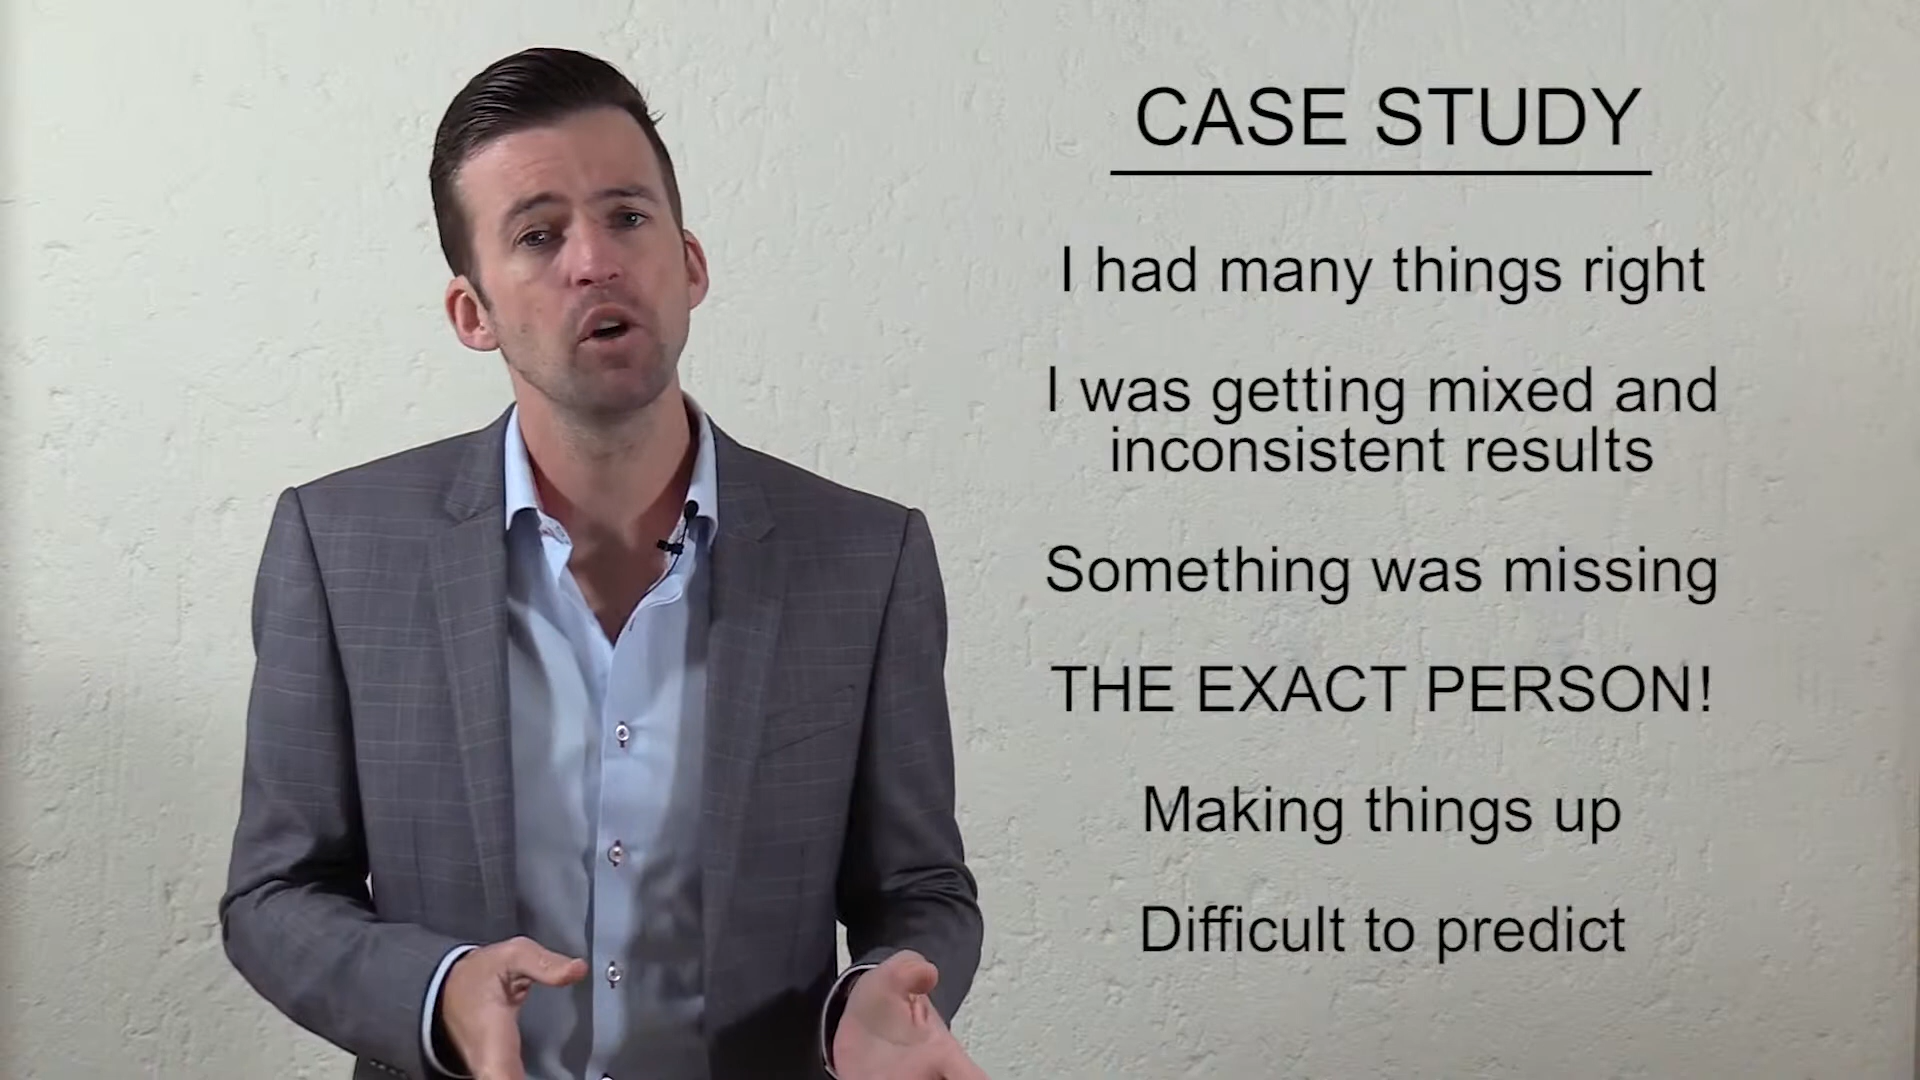 CASE STUDY
I had many things right
I was getting mixed and
inconsistent results
Something was missing
THE EXACT PERSON!
Making things up
Difficult to predict